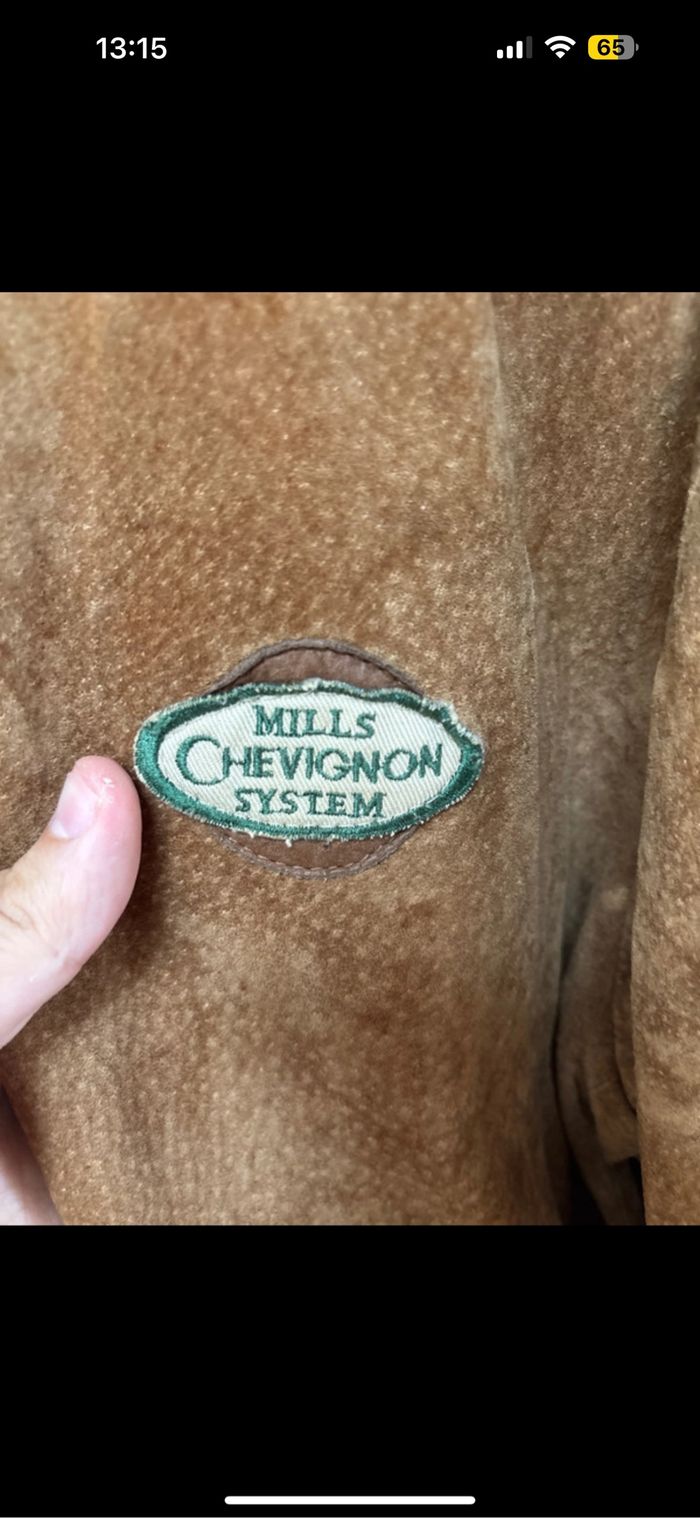 13:15
65
MILLS
CHEVIGNON
SYSTEM